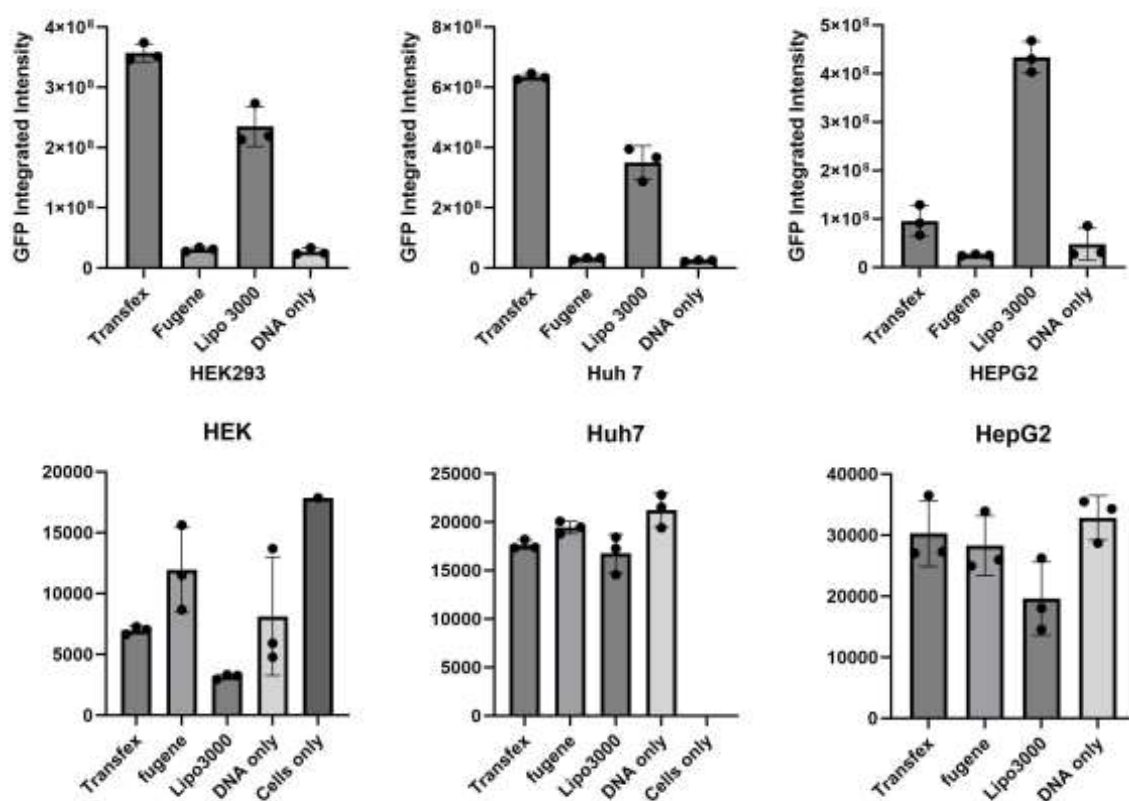 GFP Integrated Intensity
4×10⁸
3×10⁸
2×10⁸
1×10⁸
0
Transfex
Fugene
Lipo 3000
DNA only
HEK293
GFP Integrated Intensity
8×10⁸
6×10⁸
4×10⁸
2×10⁸
0
Transfex
Fugene
Lipo 3000
DNA only
Huh 7
GFP Integrated Intensity
5×10⁸
4×10⁸
3×10⁸
2×10⁸
1×10⁸
0
Transfex
Fugene
Lipo 3000
DNA only
HEPG2
HEK
20000
15000
10000
5000
0
Transfex
fugene
Lipo3000
DNA only
Cells only
Huh7
25000
20000
15000
10000
5000
0
Transfex
fugene
Lipo3000
DNA only
Cells only
HepG2
40000
30000
20000
10000
0
Transfex
fugene
Lipo3000
DNA only